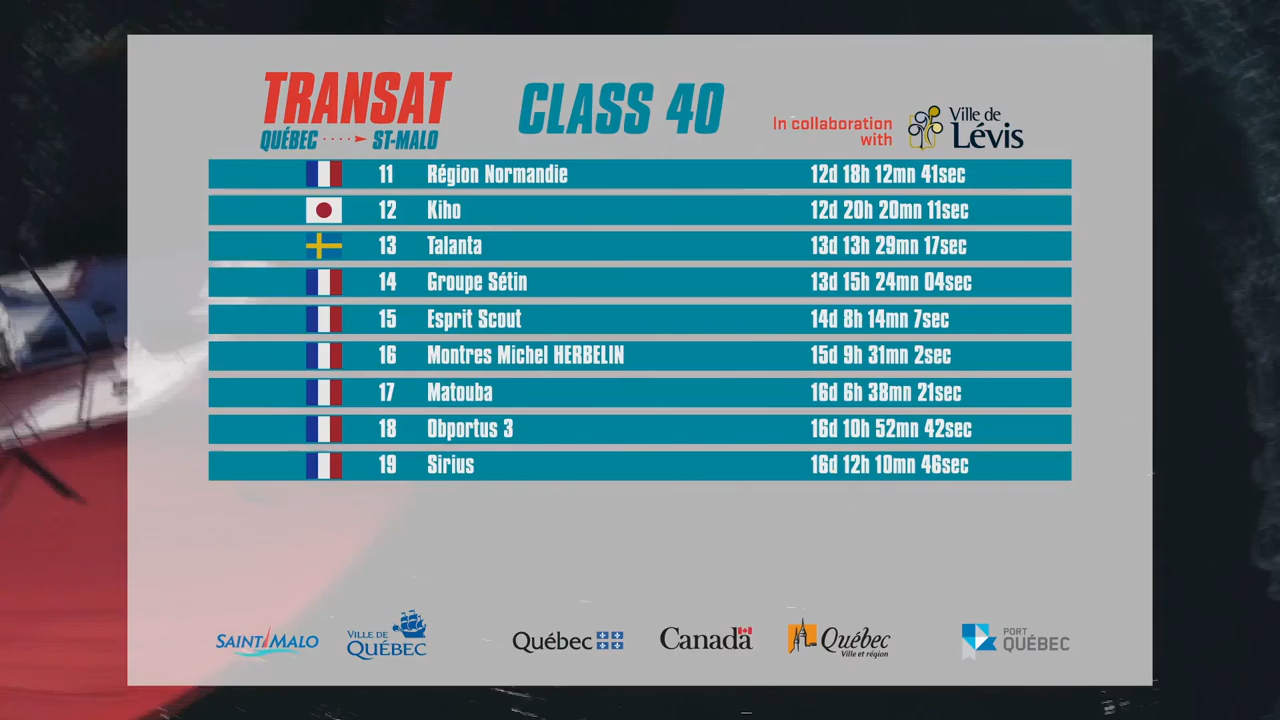 TRANSAT
QUÉBEC ST-MALO
CLASS 40
In collaboration
with
Ville de
Lévis
11 Région Normandie 12d 18h 12mn 41sec
12 Kiho 12d 20h 20mn 11sec
13 Talanta 13d 13h 29mn 17sec
14 Groupe Sétin 13d 15h 24mn 04sec
15 Esprit Scout 14d 8h 14mn 7sec
16 Montres Michel HERBELIN 15d 9h 31mn 2sec
17 Matouba 16d 6h 38mn 21sec
18 Obportus 3 16d 10h 52mn 42sec
19 Sirius 16d 12h 10mn 46sec
SAINT MALO
VILLE DE
QUÉBEC
Québec
Canada
Québec
Ville et région
PORT
QUÉBEC